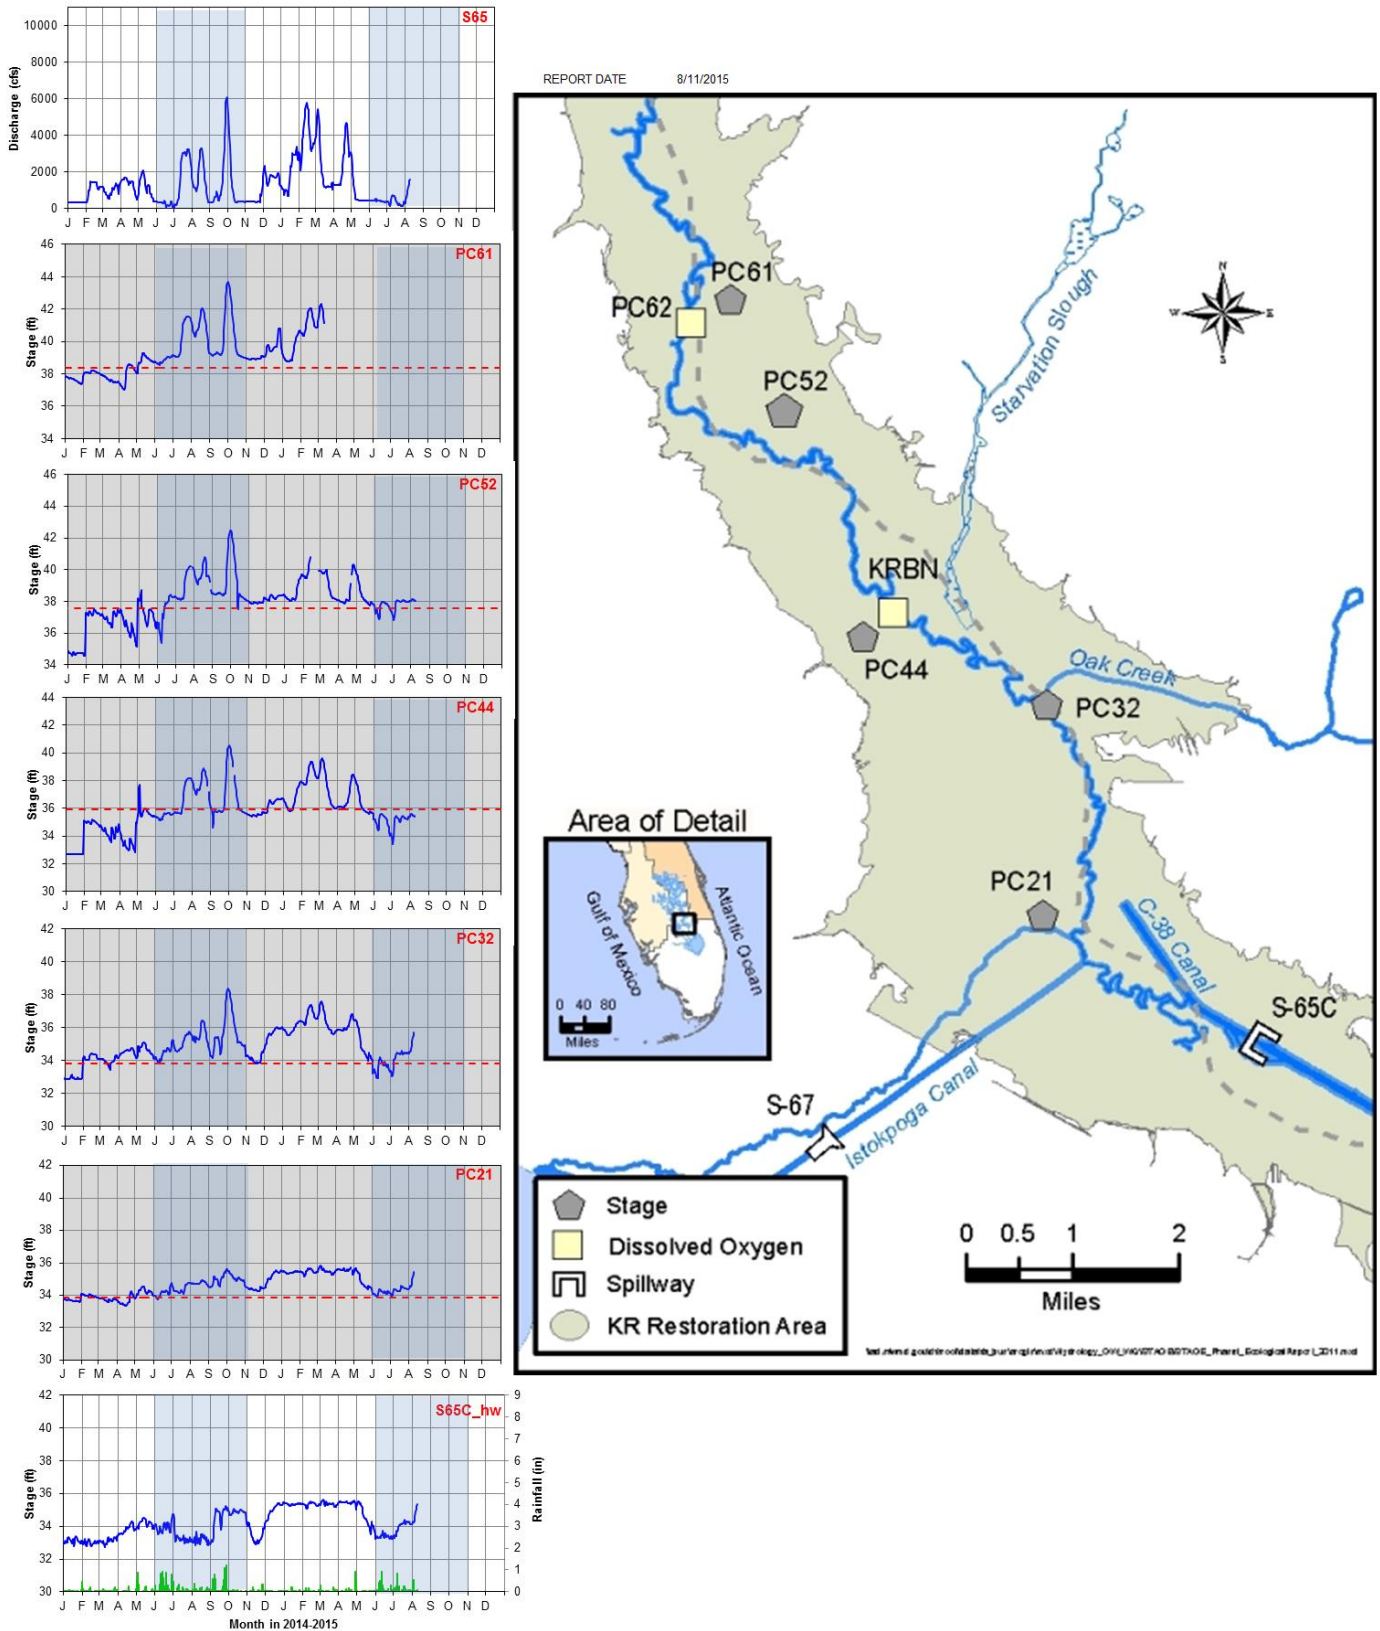 S65
10000
8000
6000
4000
2000
0
Discharge (cfs)
J F M A M J J A S O N D J F M A M J J A S O N D
PC61
46
44
42
40
38
36
34
Stage (ft)
J F M A M J J A S O N D J F M A M J J A S O N D
PC52
46
44
42
40
38
36
34
Stage (ft)
J F M A M J J A S O N D J F M A M J J A S O N D
PC44
44
42
40
38
36
34
32
30
Stage (ft)
J F M A M J J A S O N D J F M A M J J A S O N D
PC32
42
40
38
36
34
32
30
Stage (ft)
J F M A M J J A S O N D J F M A M J J A S O N D
PC21
42
40
38
36
34
32
30
Stage (ft)
J F M A M J J A S O N D J F M A M J J A S O N D
S65C_hw
42
40
38
36
34
32
30
Stage (ft)
9
8
7
6
5
4
3
2
1
0
Rainfall (in)
J F M A M J J A S O N D J F M A M J J A S O N D
Month in 2014-2015
REPORT DATE 8/11/2015
PC61
PC62
PC52
Starvation Slough
N
W E
S
KRBN
PC44
Oak Creek
PC32
PC21
C-38 Canal
S-65C
Istokpoga Canal
S-67
Area of Detail
Gulf of Mexico
Atlantic Ocean
0 40 80
Miles
Stage
Dissolved Oxygen
Spillway
KR Restoration Area
0 0.5 1 2
Miles